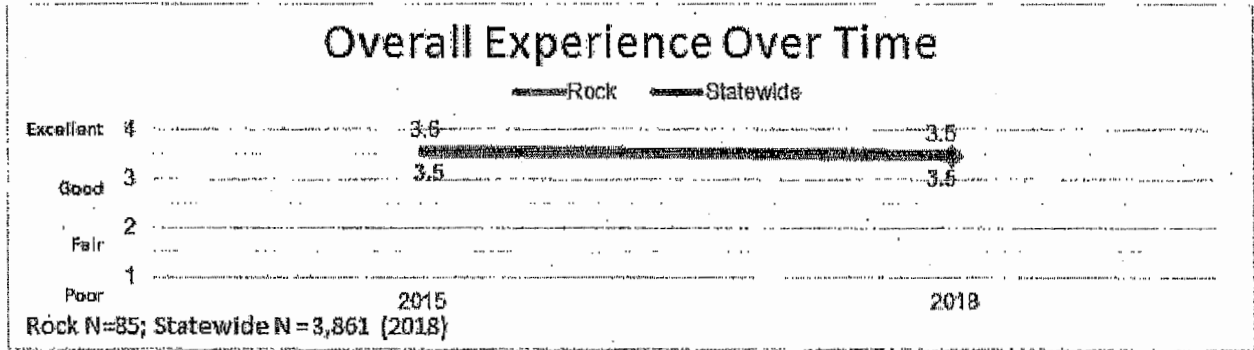 Overall Experience Over Time
Rock Statewide
Excellent 4
3.6 3.5
3.5 3.5
Good 3
Fair 2
Poor 1
2015 2018
Rock N=85; Statewide N = 3,861 (2018)